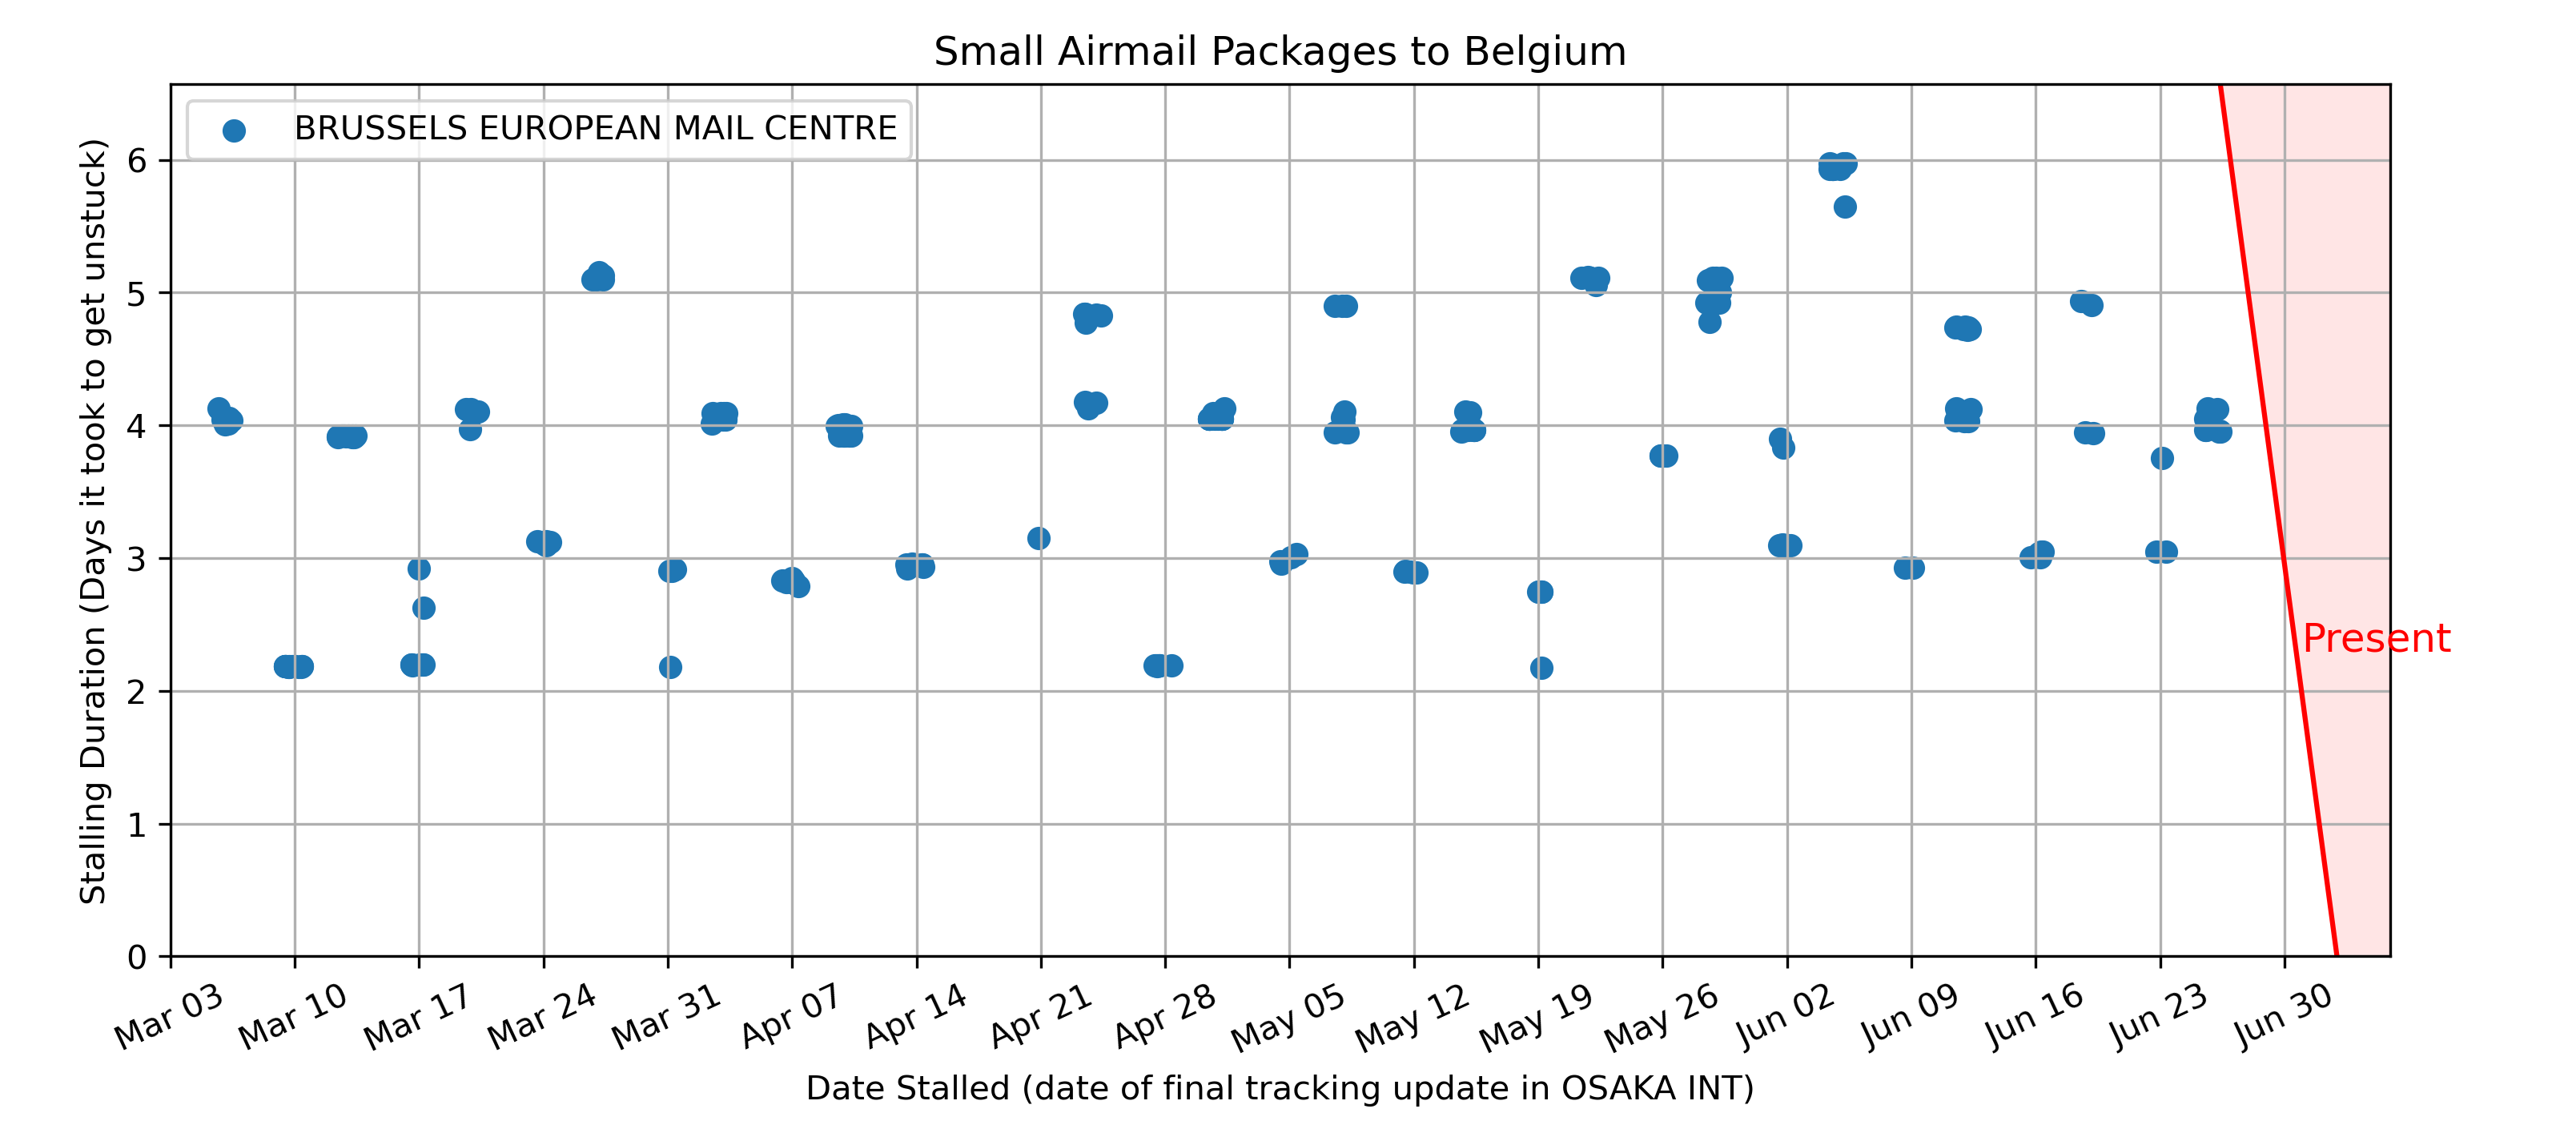 Small Airmail Packages to Belgium
BRUSSELS EUROPEAN MAIL CENTRE
Stalling Duration (Days it took to get unstuck)
6
5
4
3
2
1
0
Present
Mar 03 Mar 10 Mar 17 Mar 24 Mar 31 Apr 07 Apr 14 Apr 21 Apr 28 May 05 May 12 May 19 May 26 Jun 02 Jun 09 Jun 16 Jun 23 Jun 30
Date Stalled (date of final tracking update in OSAKA INT)